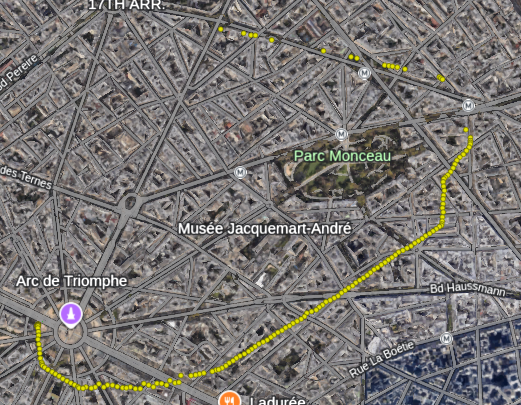 17TH ARR.
d Pereire
M
M
Parc Monceau
M
M
des Ternes
Musée Jacquemart-André
Arc de Triomphe
Bd Haussmann
M
Rue La Boétie
Ladurée